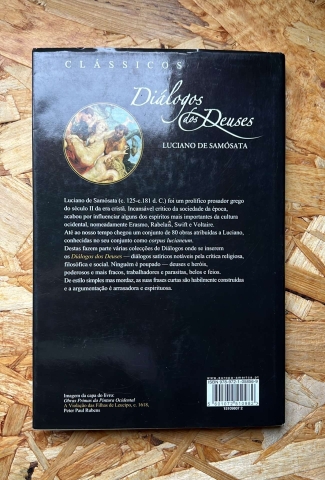 CLÁSSICOS
Diálogos
dos Deuses
LUCIANO DE SAMÓSATA
Luciano de Samósata (c. 125-c.181 d. C.) foi um prolífico prosador grego
do século II da era cristã. Incansável crítico da sociedade da época,
acabou por influenciar alguns dos espíritos mais importantes da cultura
ocidental, nomeadamente Erasmo, Rabelais, Swift e Voltaire.
Até ao nosso tempo chegou um conjunto de 80 obras atribuídas a Luciano,
conhecidas no seu conjunto como corpus lucianeum.
Destas fazem parte várias colecções de Diálogos onde se inserem
os Diálogos dos Deuses — diálogos satíricos notáveis pela crítica religiosa,
filosófica e social. Ninguém é poupado — deuses e heróis,
poderosos e mais fracos, trabalhadores e parasitas, belos e feios.
De estilo simples mas mordaz, as suas frases curtas são habilmente construídas
e a argumentação é arrasadora e espirituosa.
Imagem da capa do livro:
Obras Primas da Pintura Ocidental
A Violação das Filhas de Leucipo, c. 1618,
Peter Paul Rubens